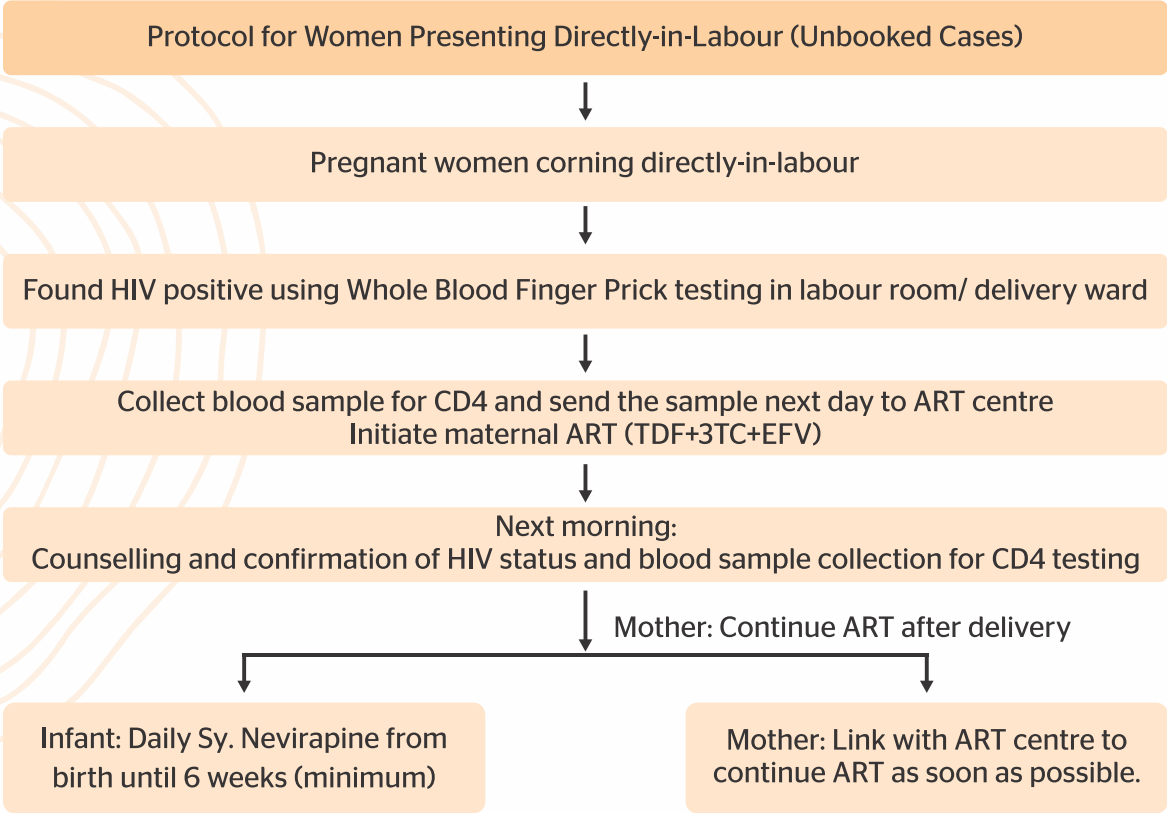 Protocol for Women Presenting Directly-in-Labour (Unbooked Cases)
Pregnant women corning directly-in-labour
Found HIV positive using Whole Blood Finger Prick testing in labour room/ delivery ward
Collect blood sample for CD4 and send the sample next day to ART centre
Initiate maternal ART (TDF+3TC+EFV)
Next morning:
Counselling and confirmation of HIV status and blood sample collection for CD4 testing
Mother: Continue ART after delivery
Infant: Daily Sy. Nevirapine from
birth until 6 weeks (minimum)
Mother: Link with ART centre to
continue ART as soon as possible.